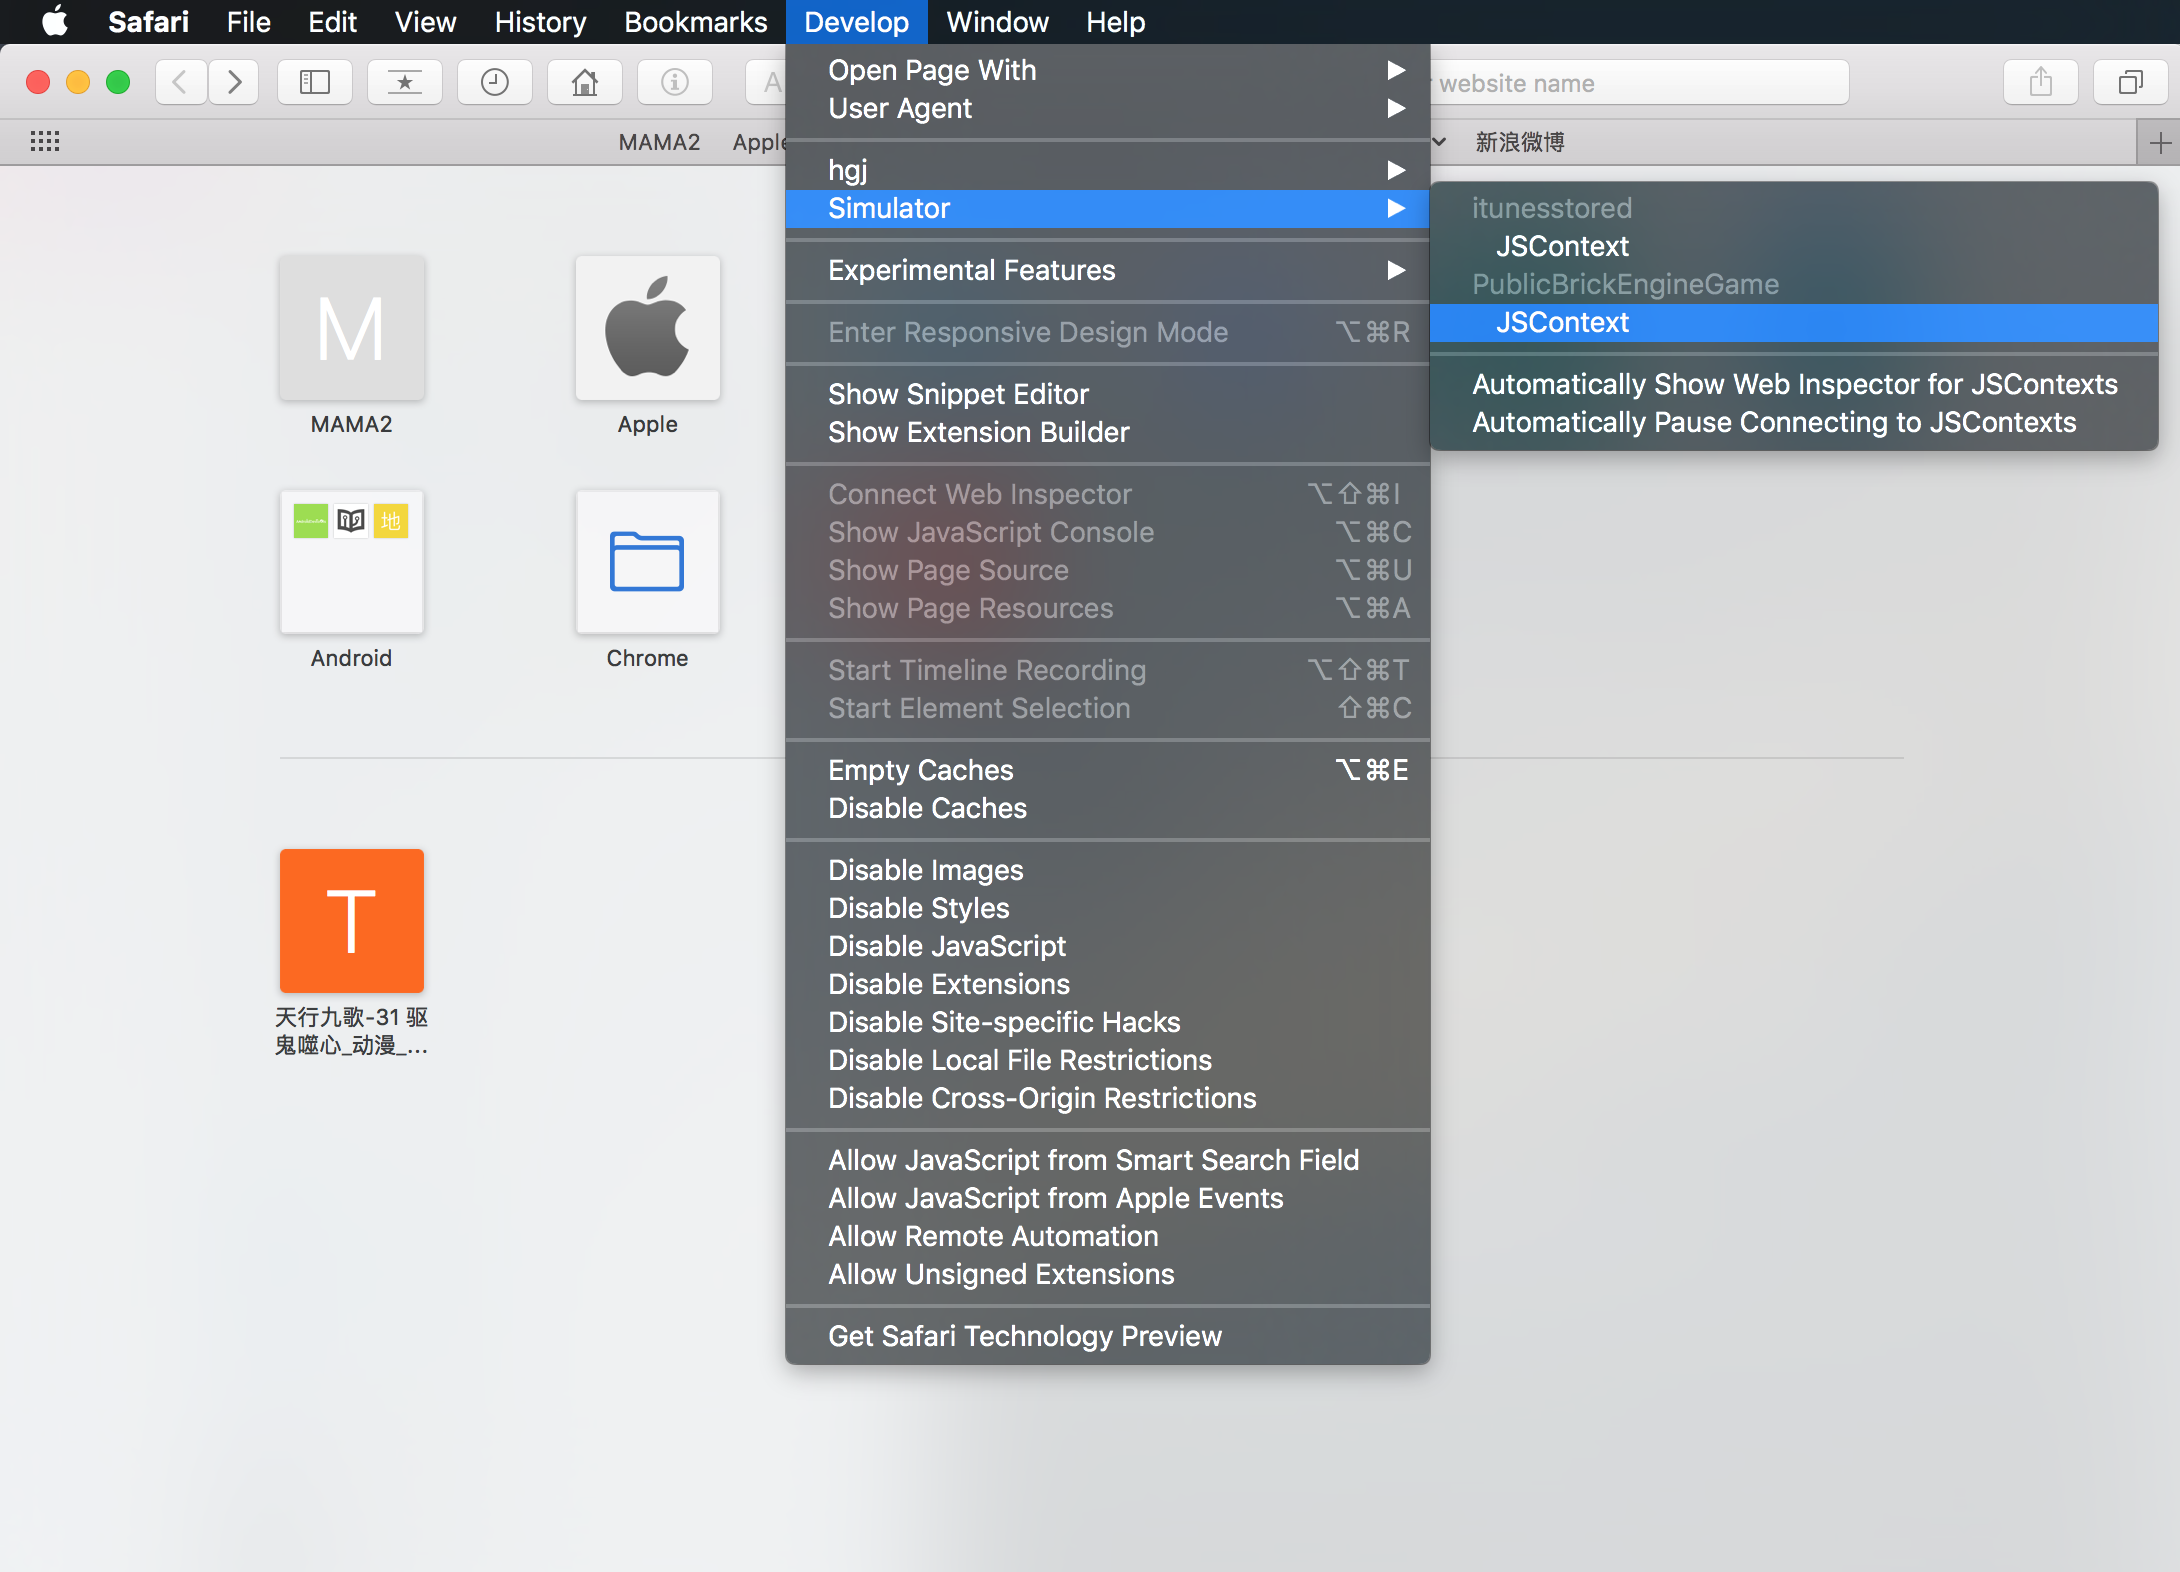 Safari File Edit View History Bookmarks Develop Window Help
website name
MAMA2 Apple 新浪微博
Open Page With
User Agent
hgj
Simulator
Experimental Features
Enter Responsive Design Mode ⌥⌘R
Show Snippet Editor
Show Extension Builder
Connect Web Inspector ⌥⇧⌘I
Show JavaScript Console ⌥⌘C
Show Page Source ⌥⌘U
Show Page Resources ⌥⌘A
Start Timeline Recording ⌥⇧⌘T
Start Element Selection ⇧⌘C
Empty Caches ⌥⌘E
Disable Caches
Disable Images
Disable Styles
Disable JavaScript
Disable Extensions
Disable Site-specific Hacks
Disable Local File Restrictions
Disable Cross-Origin Restrictions
Allow JavaScript from Smart Search Field
Allow JavaScript from Apple Events
Allow Remote Automation
Allow Unsigned Extensions
Get Safari Technology Preview
itunesstored
JSContext
PublicBrickEngineGame
JSContext
Automatically Show Web Inspector for JSContexts
Automatically Pause Connecting to JSContexts
M
MAMA2
Apple
地
Android
Chrome
T
天行九歌-31 驱
鬼噬心_动漫_...